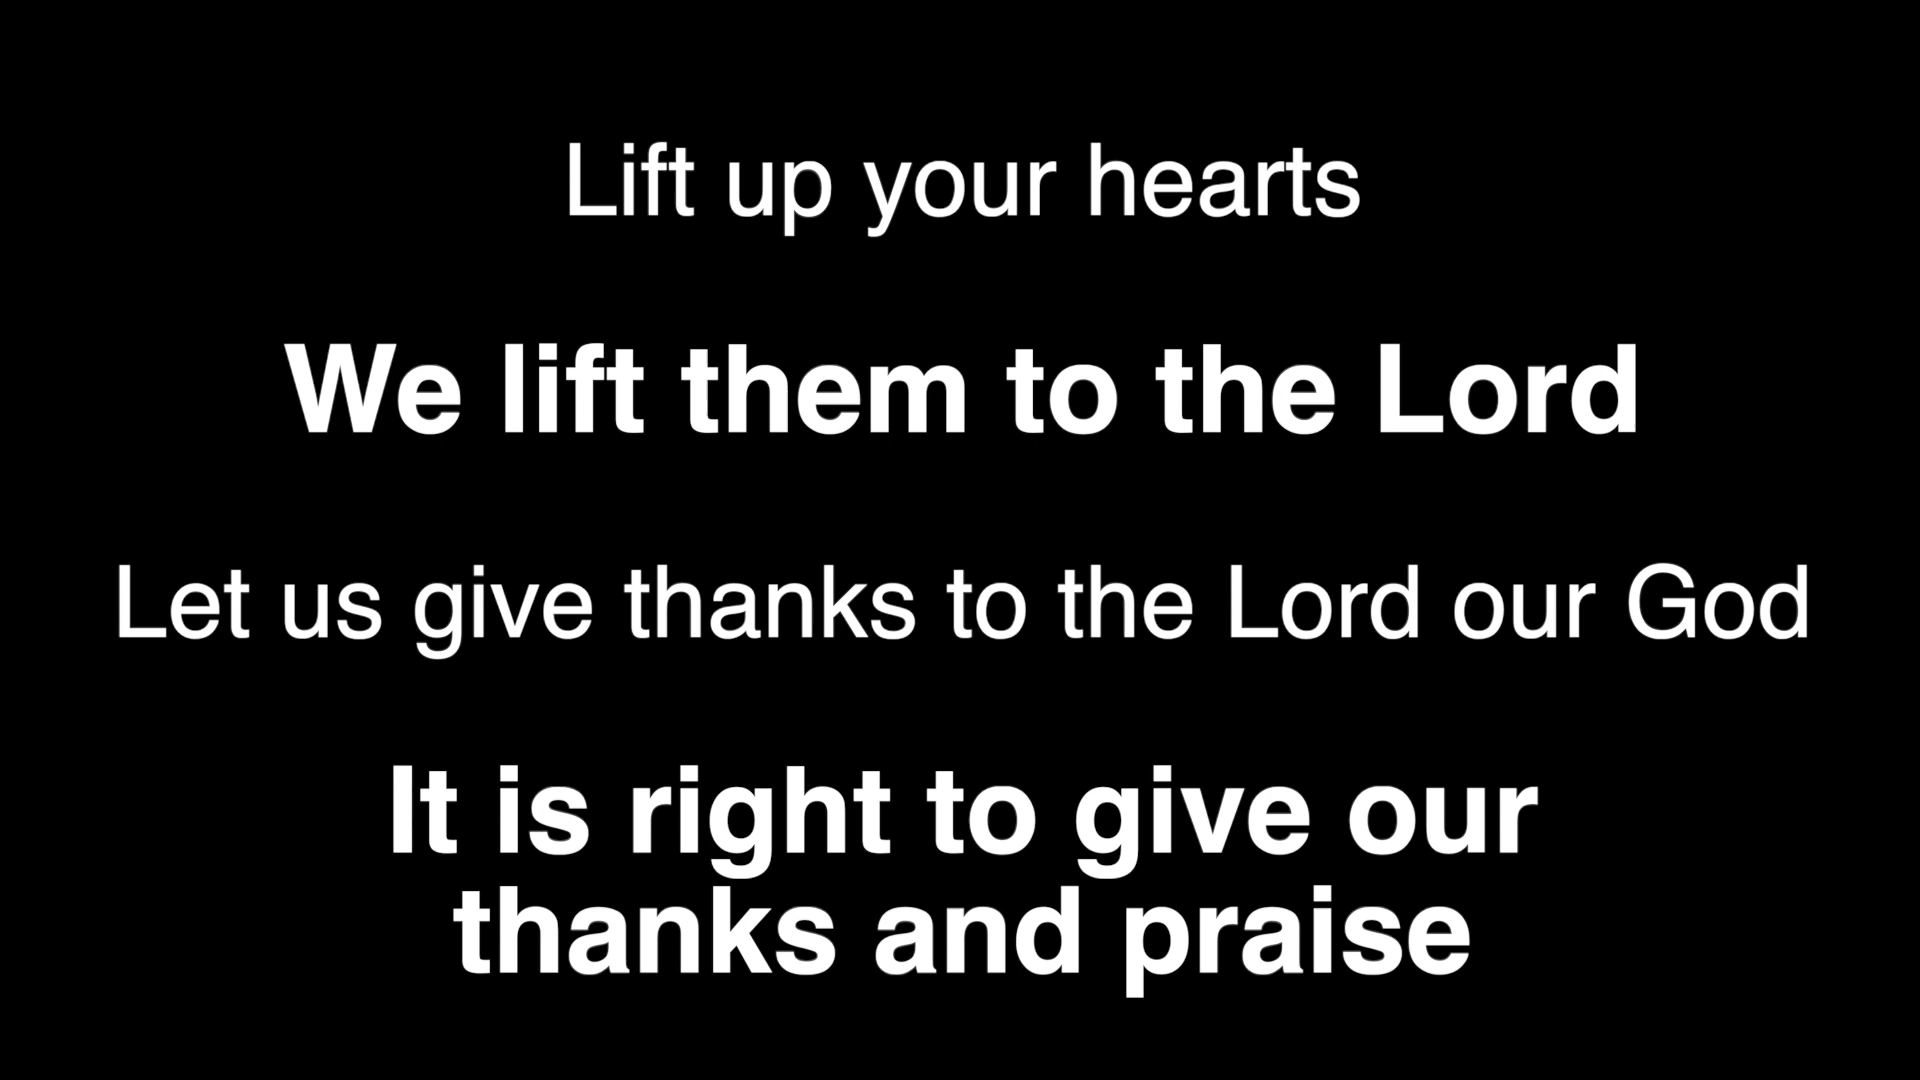 Lift up your hearts
We lift them to the Lord
Let us give thanks to the Lord our God
It is right to give our
thanks and praise